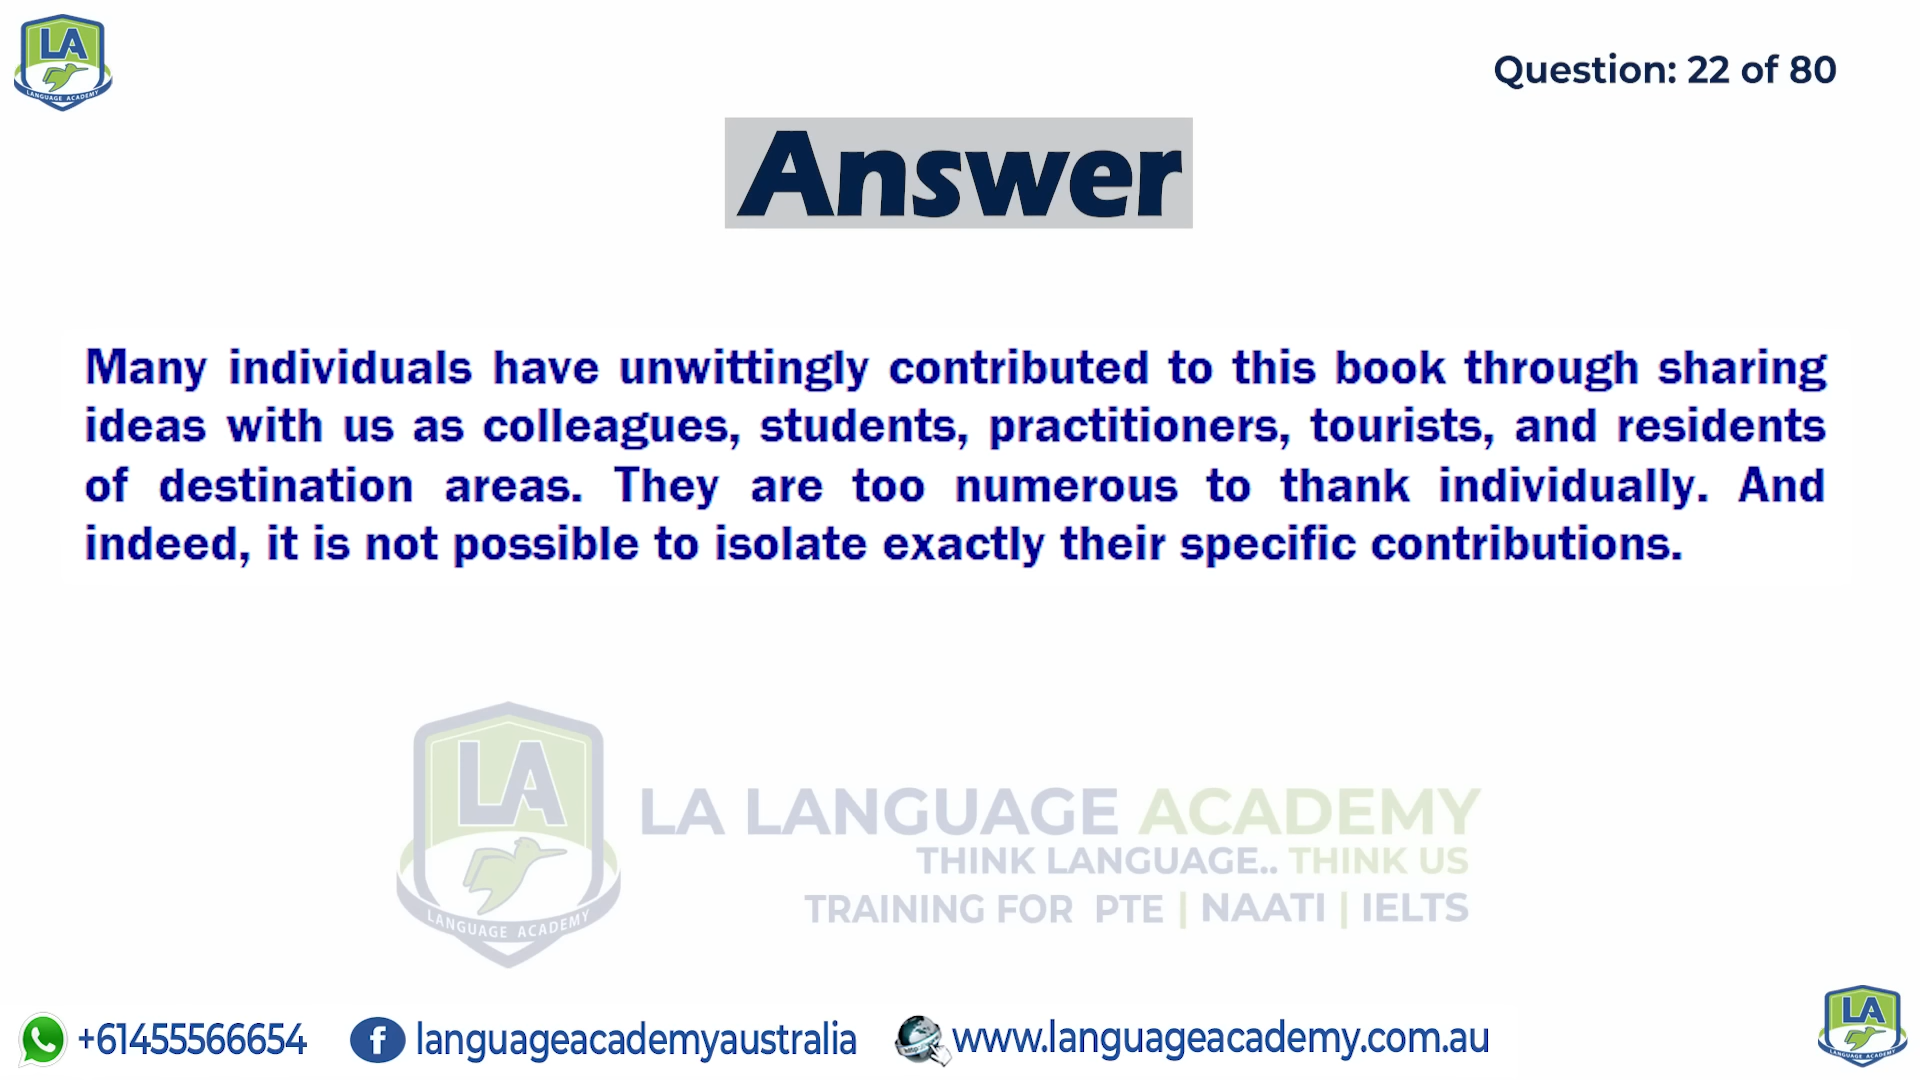 LA
LANGUAGE ACADEMY
Question: 22 of 80
Answer
Many individuals have unwittingly contributed to this book through sharing
ideas with us as colleagues, students, practitioners, tourists, and residents
of destination areas. They are too numerous to thank individually. And
indeed, it is not possible to isolate exactly their specific contributions.
LA
LANGUAGE ACADEMY
LA LANGUAGE ACADEMY
THINK LANGUAGE.. THINK US
TRAINING FOR PTE | NAATI | IELTS
+61455566654
f
languageacademyaustralia
http
www.languageacademy.com.au
LA
LANGUAGE ACADEMY